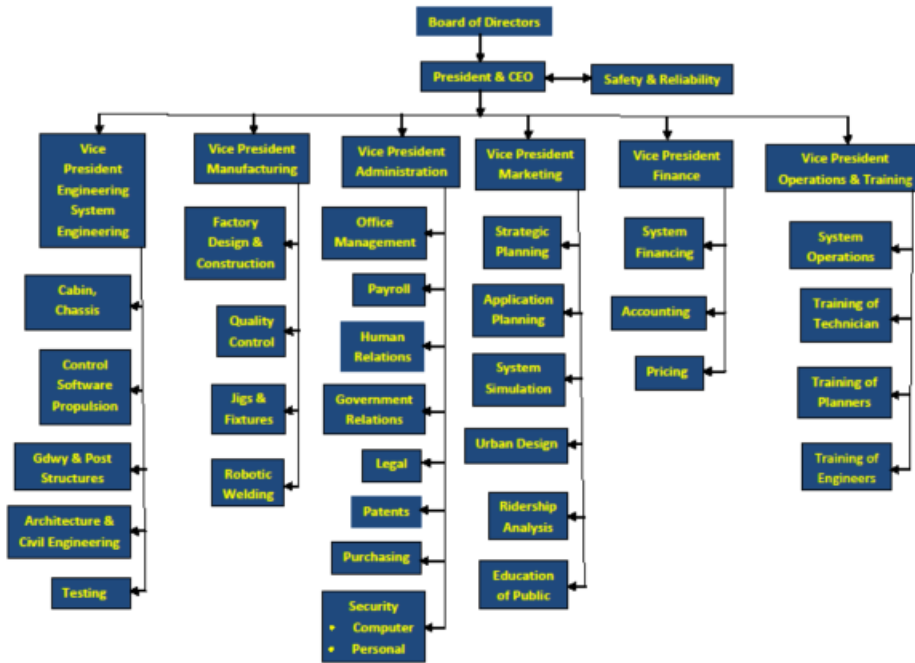 Board of Directors
President & CEO
Safety & Reliability
Vice
President
Engineering
System
Engineering
Cabin,
Chassis
Control
Software
Propulsion
Gdwy & Post
Structures
Architecture &
Civil Engineering
Testing
Vice President
Manufacturing
Factory
Design &
Construction
Quality
Control
Jigs &
Fixtures
Robotic
Welding
Vice President
Administration
Office
Management
Payroll
Human
Relations
Government
Relations
Legal
Patents
Purchasing
Security
• Computer
• Personal
Vice President
Marketing
Strategic
Planning
Application
Planning
System
Simulation
Urban Design
Ridership
Analysis
Education
of Public
Vice President
Finance
System
Financing
Accounting
Pricing
Vice President
Operations & Training
System
Operations
Training of
Technician
Training of
Planners
Training of
Engineers